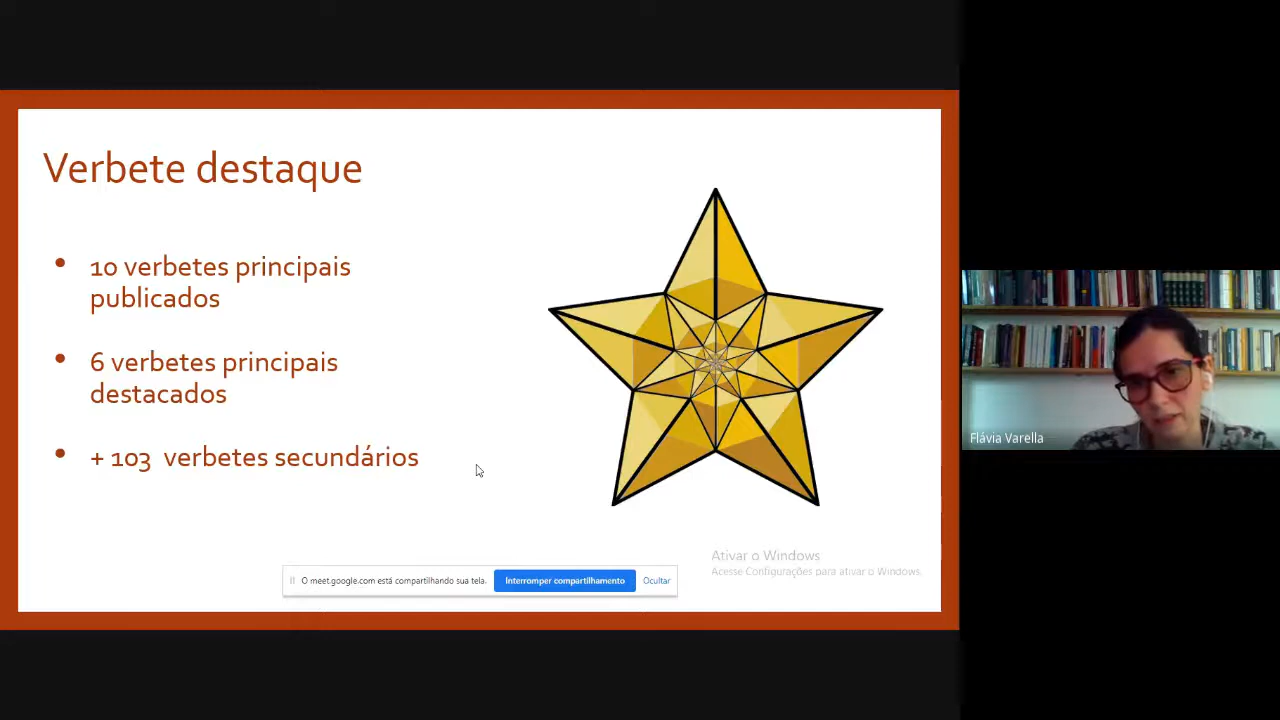 Verbete destaque
• 10 verbetes principais
publicados
• 6 verbetes principais
destacados
• + 103 verbetes secundários
Ativar o Windows
Acesse Configurações para ativar o Windows.
O meet.google.com está compartilhando sua tela.
Interromper compartilhamento
Ocultar
Flávia Varella